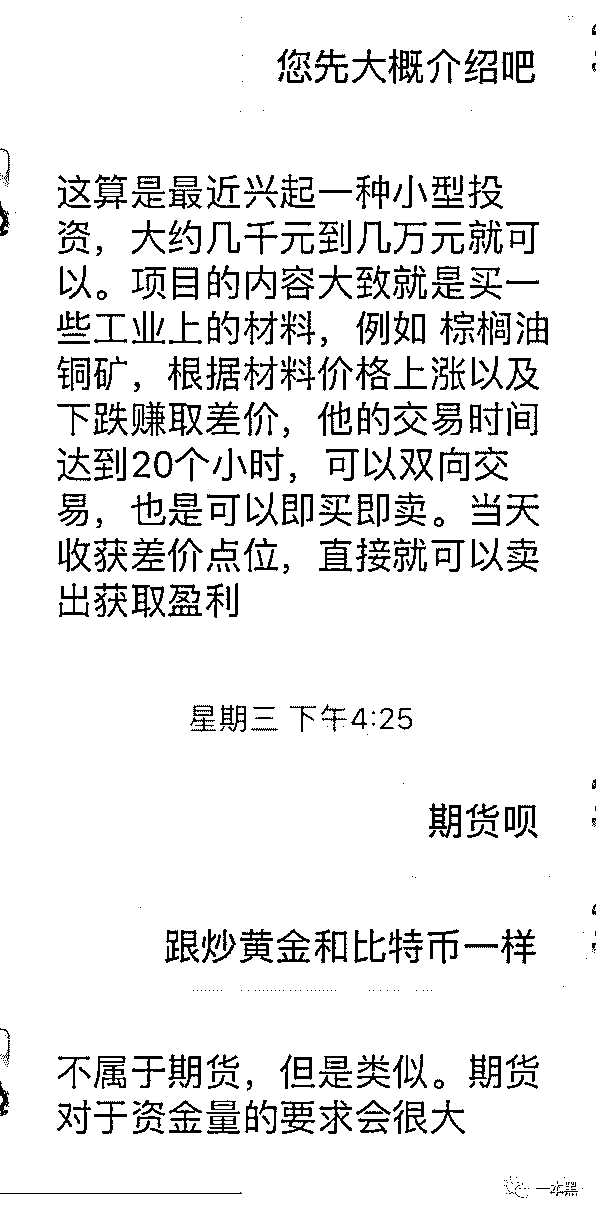 您先大概介绍吧
这算是最近兴起一种小型投
资，大约几千元到几万元就可
以。项目的内容大致就是买一
些工业上的材料，例如 棕榈油
铜矿，根据材料价格上涨以及
下跌赚取差价，他的交易时间
达到20个小时，可以双向交
易，也是可以即买即卖。当天
收获差价点位，直接就可以卖
出获取盈利
星期三 下午4:25
期货呗
跟炒黄金和比特币一样
不属于期货，但是类似。期货
对于资金量的要求会很大
一本黑